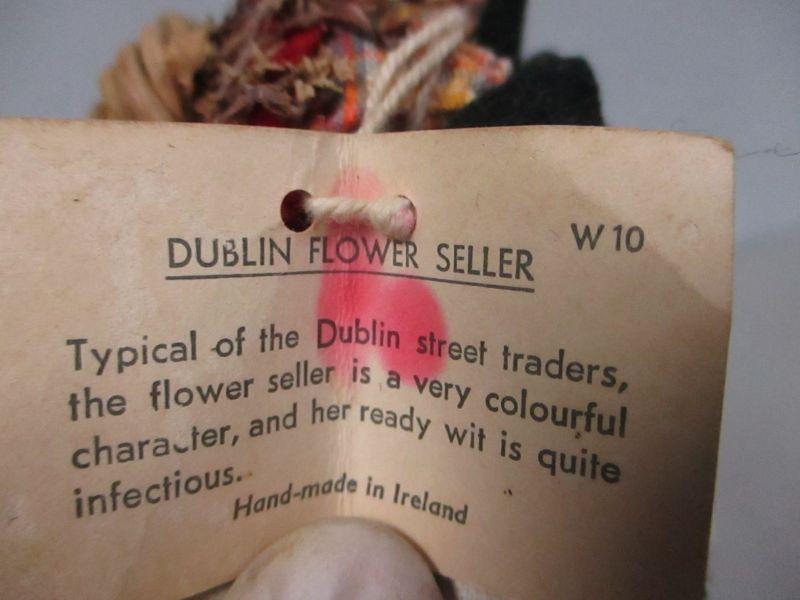 DUBLIN FLOWER SELLER W 10
Typical of the Dublin street traders,
the flower seller is a very colourful
character, and her ready wit is quite
infectious.
Hand-made in Ireland